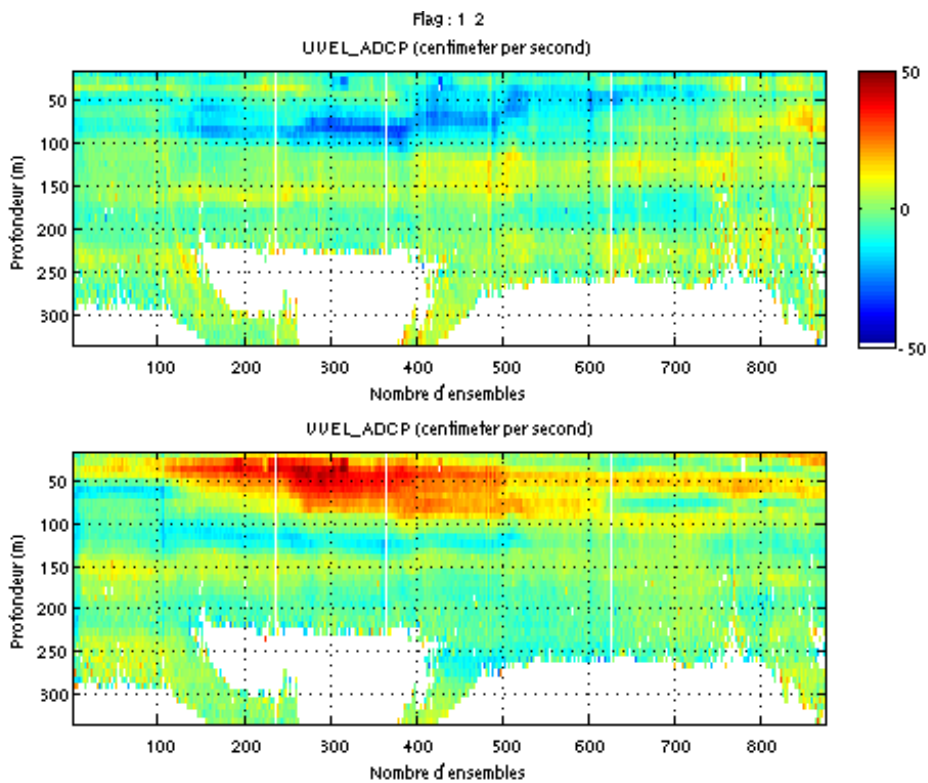 Flag : 1 2
UVEL_ADCP (centimeter per second)
Profondeur (m)
50
100
150
200
250
300
100 200 300 400 500 600 700 800
Nombre d'ensembles
50
0
-50
VVEL_ADCP (centimeter per second)
Profondeur (m)
50
100
150
200
250
300
100 200 300 400 500 600 700 800
Nombre d'ensembles